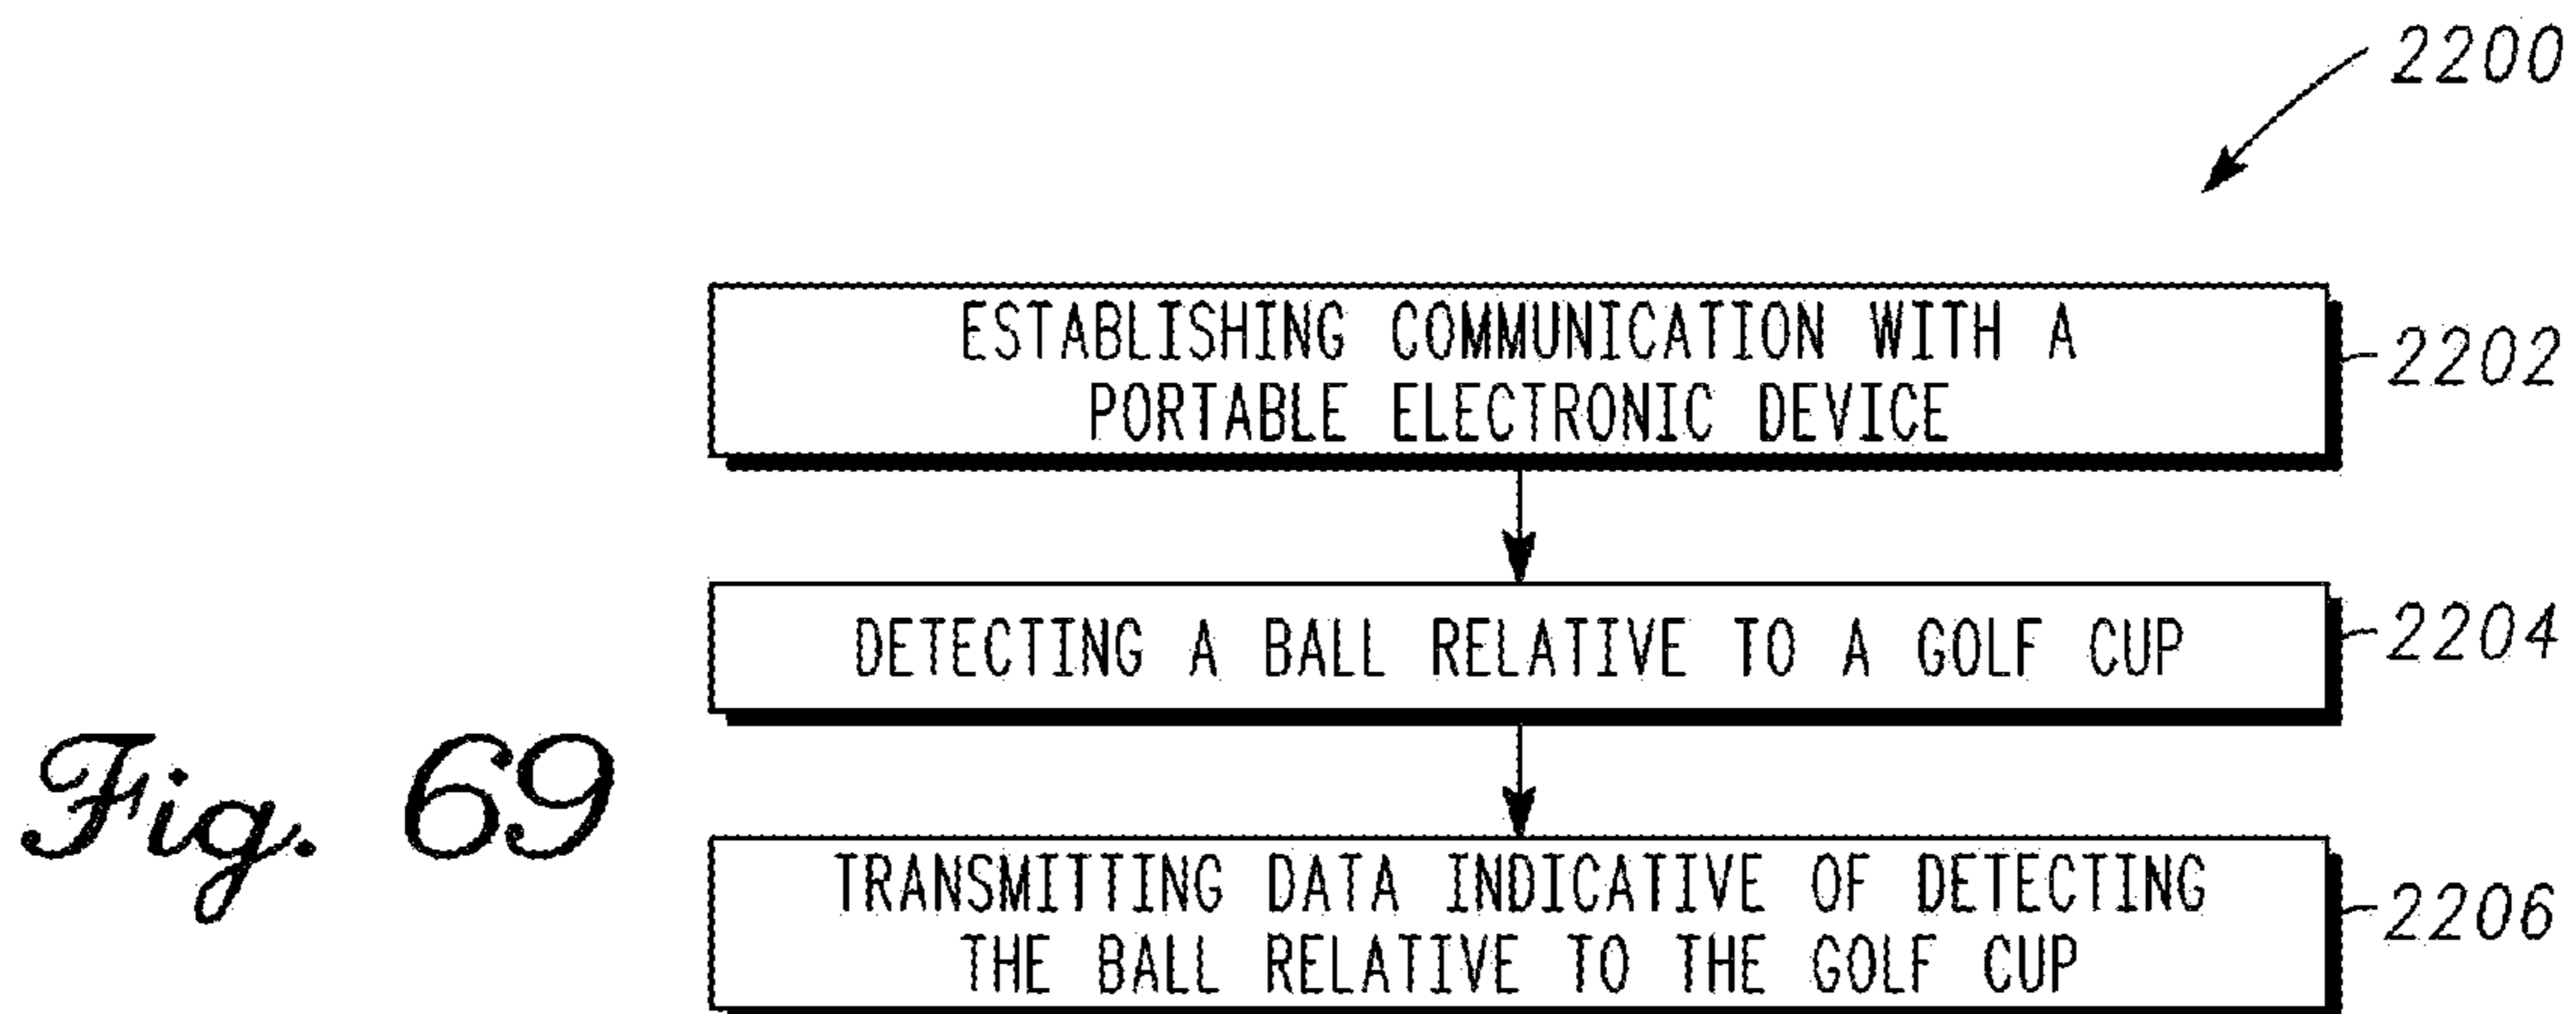 2200
ESTABLISHING COMMUNICATION WITH A
PORTABLE ELECTRONIC DEVICE
2202
DETECTING A BALL RELATIVE TO A GOLF CUP
2204
TRANSMITTING DATA INDICATIVE OF DETECTING
THE BALL RELATIVE TO THE GOLF CUP
2206
Fig. 69